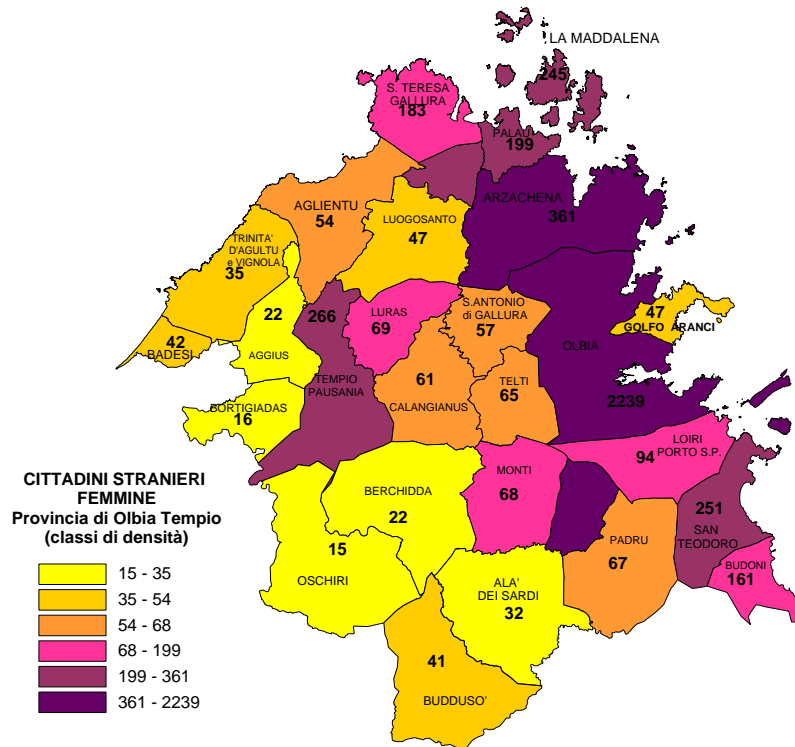 LA MADDALENA
245
S. TERESA
GALLURA
183
PALAU
199
ARZACHENA
361
AGLIENTU
54
LUOGOSANTO
47
TRINITA'
D'AGULTU
e VIGNOLA
35
22
AGGIUS
42
BADESI
266
TEMPIO
PAUSANIA
LURAS
69
S.ANTONIO
di GALLURA
57
47
GOLFO ARANCI
OLBIA
2239
61
CALANGIANUS
TELTI
65
BORTIGIADAS
16
LOIRI
PORTO S.P.
94
MONTI
68
BERCHIDDA
22
15
OSCHIRI
251
SAN
TEODORO
PADRU
67
BUDONI
161
ALA'
DEI SARDI
32
41
BUDDUSO'
CITTADINI STRANIERI
FEMMINE
Provincia di Olbia Tempio
(classi di densità)
15 - 35
35 - 54
54 - 68
68 - 199
199 - 361
361 - 2239